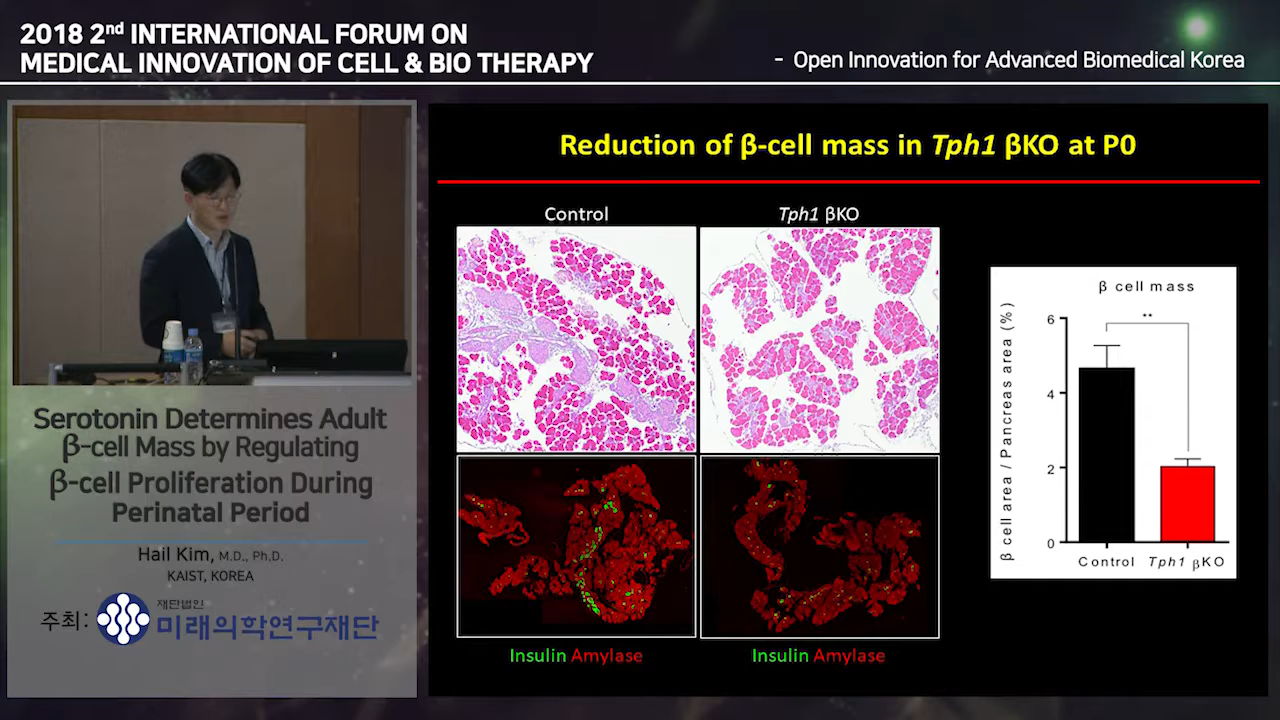 2018 2nd INTERNATIONAL FORUM ON
MEDICAL INNOVATION OF CELL & BIO THERAPY
- Open Innovation for Advanced Biomedical Korea
Serotonin Determines Adult
β-cell Mass by Regulating
β-cell Proliferation During
Perinatal Period
Hail Kim, M.D., Ph.D.
KAIST, KOREA
주최:
재단법인
미래의학연구재단
Reduction of β-cell mass in Tph1 βKO at P0
Control
Tph1 βKO
Insulin Amylase
Insulin Amylase
β cell mass
**
β cell area / Pancreas area (%)
6
4
2
0
Control
Tph1 βKO